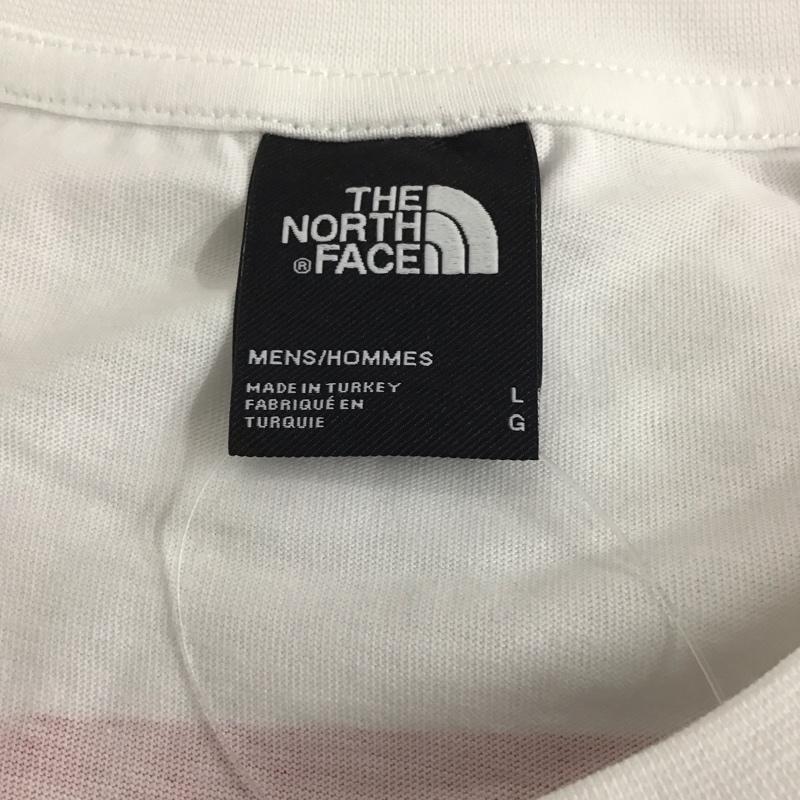 THE
NORTH
® FACE
MENS/HOMMES
MADE IN TURKEY L
FABRIQUÉ EN
TURQUIE G